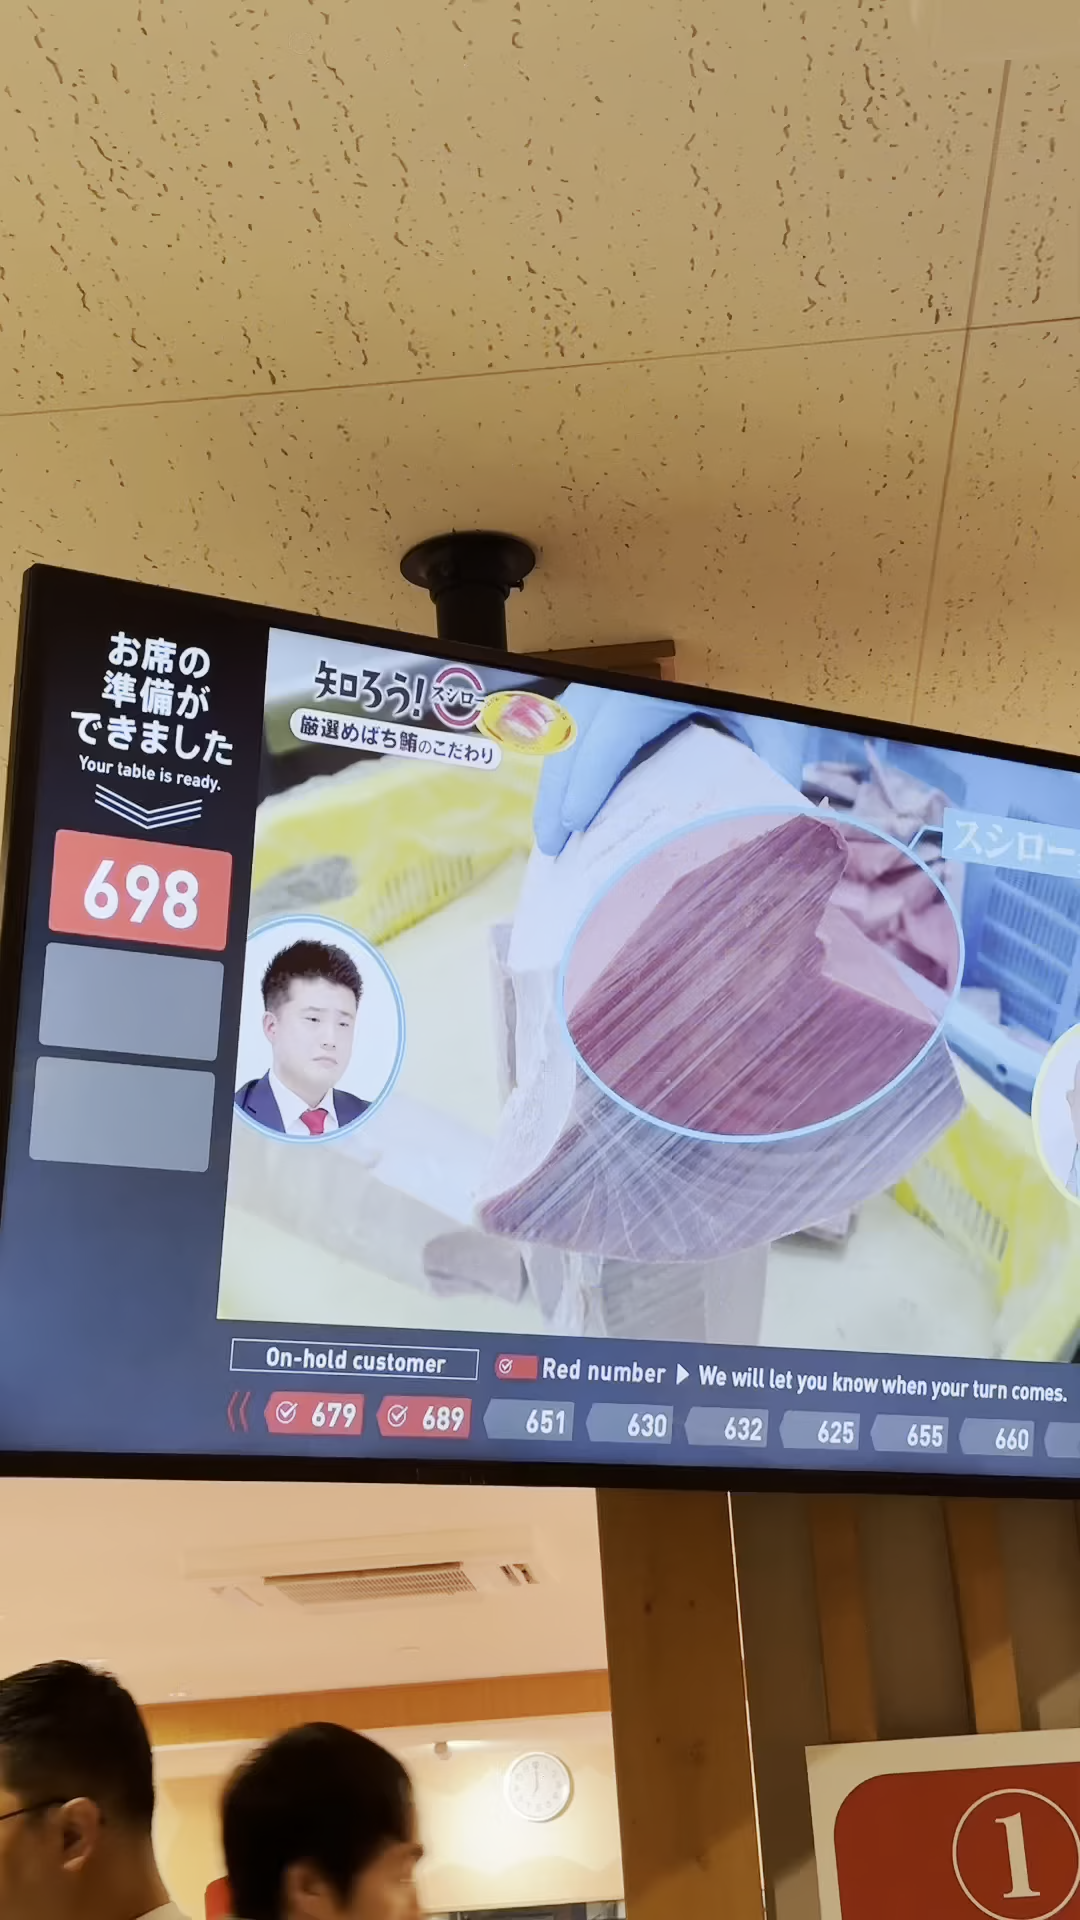 お席の
準備が
できました
Your table is ready.
698
知ろう!スシロー
厳選めばち鮪のこだわり
スシロー
On-hold customer
Red number ▶ We will let you know when your turn comes.
679 689 651 630 632 625 655 660
1